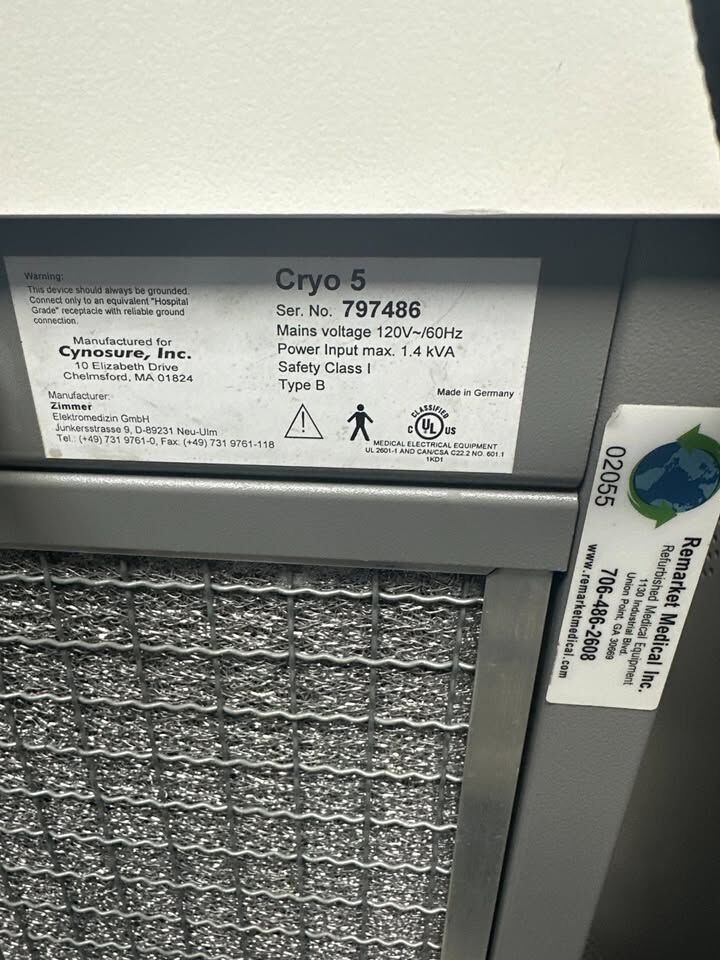 Warning:
This device should always be grounded.
Connect only to an equivalent "Hospital
Grade" receptacle with reliable ground
connection.
Manufactured for
Cynosure, Inc.
10 Elizabeth Drive
Chelmsford, MA 01824
Manufacturer:
Zimmer
Elektromedizin GmbH
Junkersstrasse 9, D-89231 Neu-Ulm
Tel.: (+49) 731 9761-0, Fax: (+49) 731 9761-118
Cryo 5
Ser. No. 797486
Mains voltage 120V~/60Hz
Power Input max. 1.4 kVA
Safety Class I
Type B
Made in Germany
CLASSIFIED
C UL US
MEDICAL ELECTRICAL EQUIPMENT
UL 2601-1 AND CAN/CSA C22.2 NO. 601.1
1KD1
02055
Remarket Medical Inc.
Refurbished Medical Equipment
1130 Industrial Blvd.
Union Point, GA 30669
706-486-2608
www.remarketmedical.com